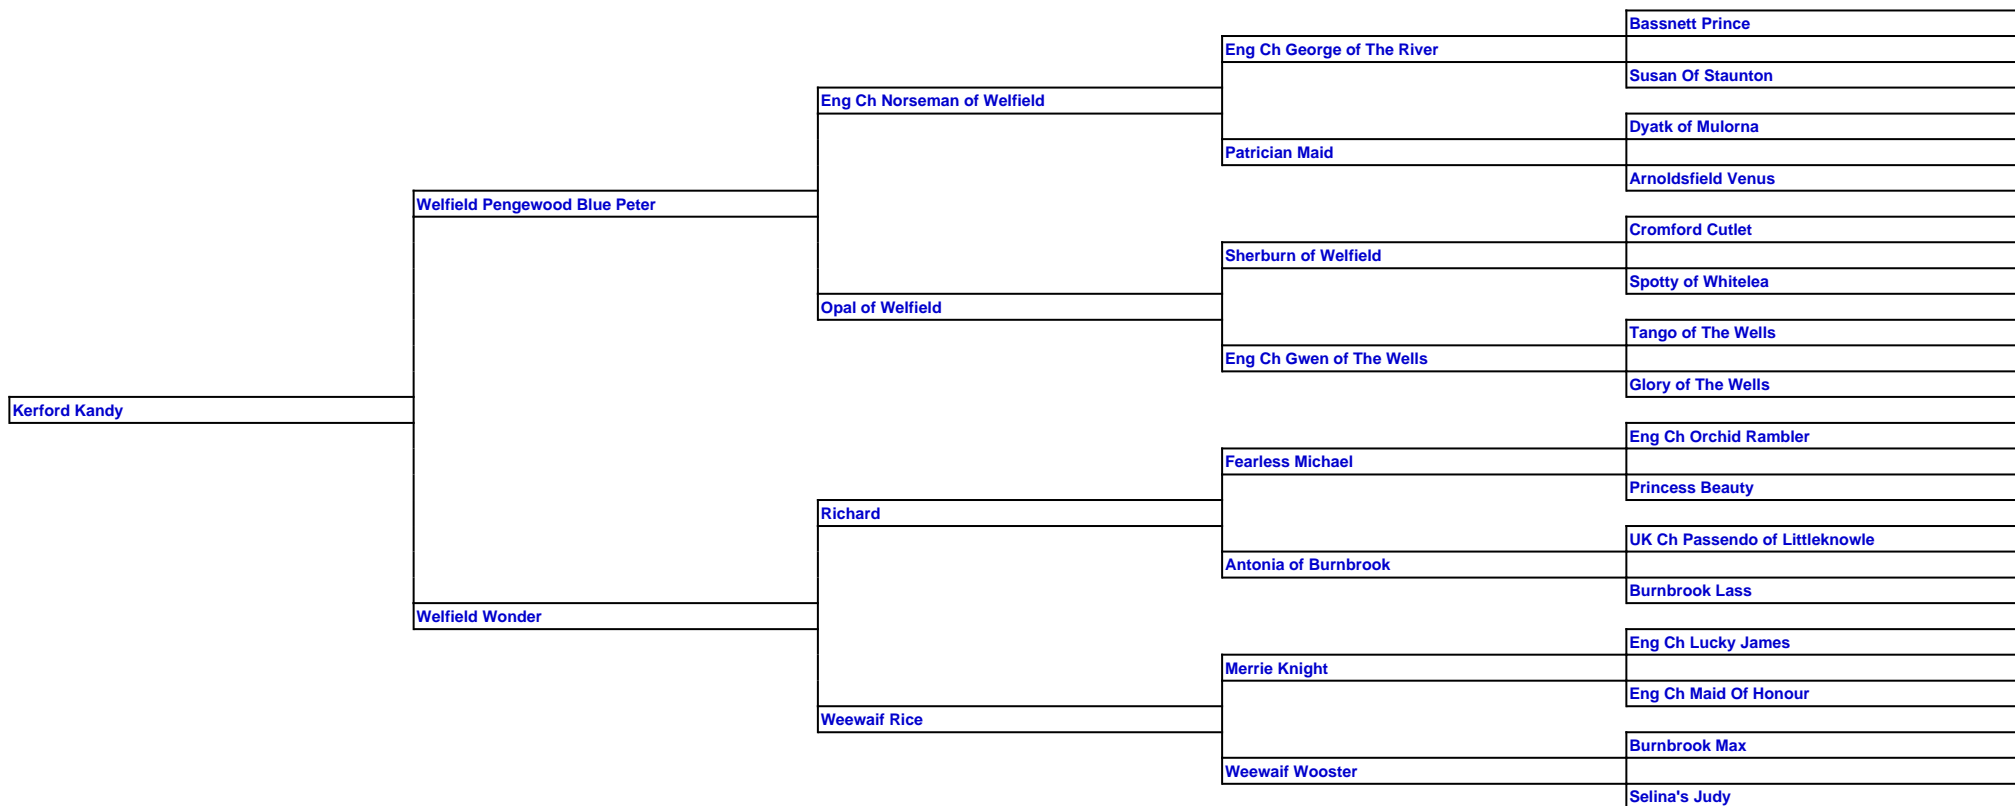 Bassnett Prince
Eng Ch George of The River
Susan Of Staunton
Eng Ch Norseman of Welfield
Dyatk of Mulorna
Patrician Maid
Arnoldsfield Venus
Welfield Pengewood Blue Peter
Cromford Cutlet
Sherburn of Welfield
Spotty of Whitelea
Opal of Welfield
Tango of The Wells
Eng Ch Gwen of The Wells
Glory of The Wells
Kerford Kandy
Eng Ch Orchid Rambler
Fearless Michael
Princess Beauty
Richard
UK Ch Passendo of Littleknowle
Antonia of Burnbrook
Burnbrook Lass
Welfield Wonder
Eng Ch Lucky James
Merrie Knight
Eng Ch Maid Of Honour
Weewaif Rice
Burnbrook Max
Weewaif Wooster
Selina's Judy